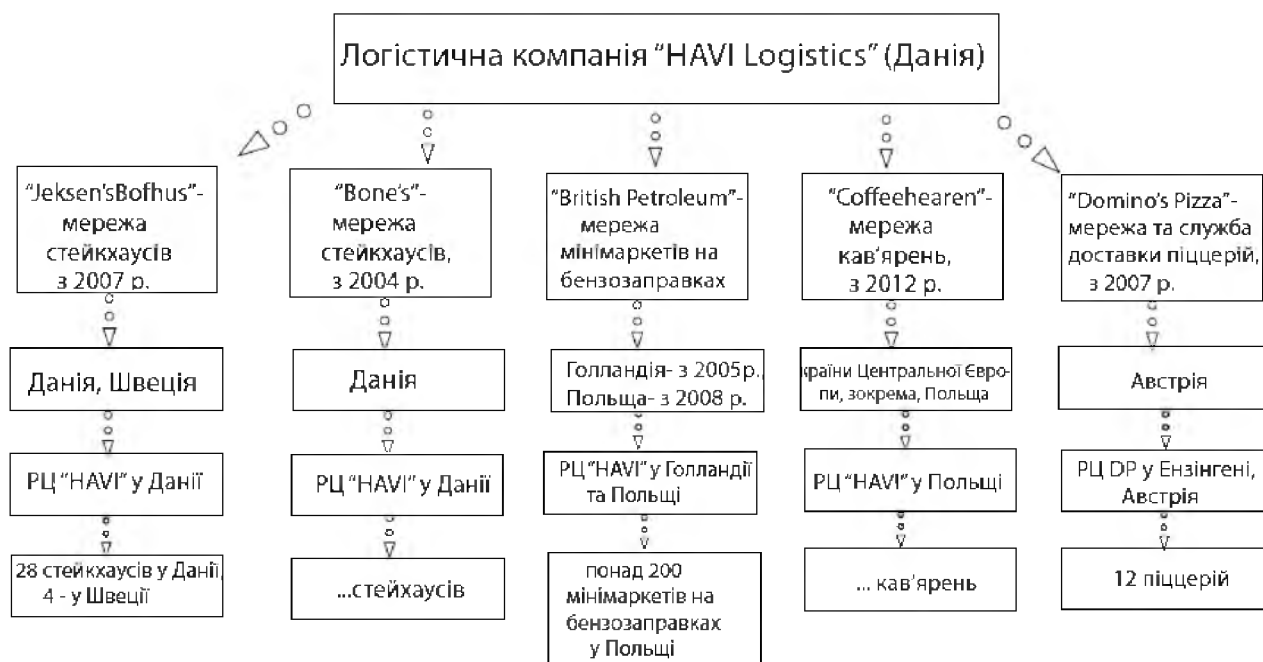 Логістична компанія “HAVI Logistics” (Данія)
“Jeksen'sBofhus”-
мережа
стейкхаусів
з 2007 р.
“Bone's”-
мережа
стейкхаусів,
з 2004 р.
“British Petroleum”-
мережа
мінімаркетів на
бензозаправках
“Coffeehearen”-
мережа
кав'ярень,
з 2012 р.
“Domino's Pizza”-
мережа та служба
доставки піццерій,
з 2007 р.
Данія, Швеція
Данія
Голландія- з 2005р.,
Польща- з 2008 р.
країни Центральної Євро-
пи, зокрема, Польща
Австрія
РЦ “HAVI” у Данії
РЦ “HAVI” у Данії
РЦ “HAVI” у Голландії
та Польщі
РЦ “HAVI” у Польщі
РЦ DP у Ензінгені,
Австрія
28 стейкхаусів у Данії,
4 - у Швеції
...стейхаусів
понад 200
мінімаркетів на
бензозаправках
у Польщі
... кав'ярень
12 піццерій